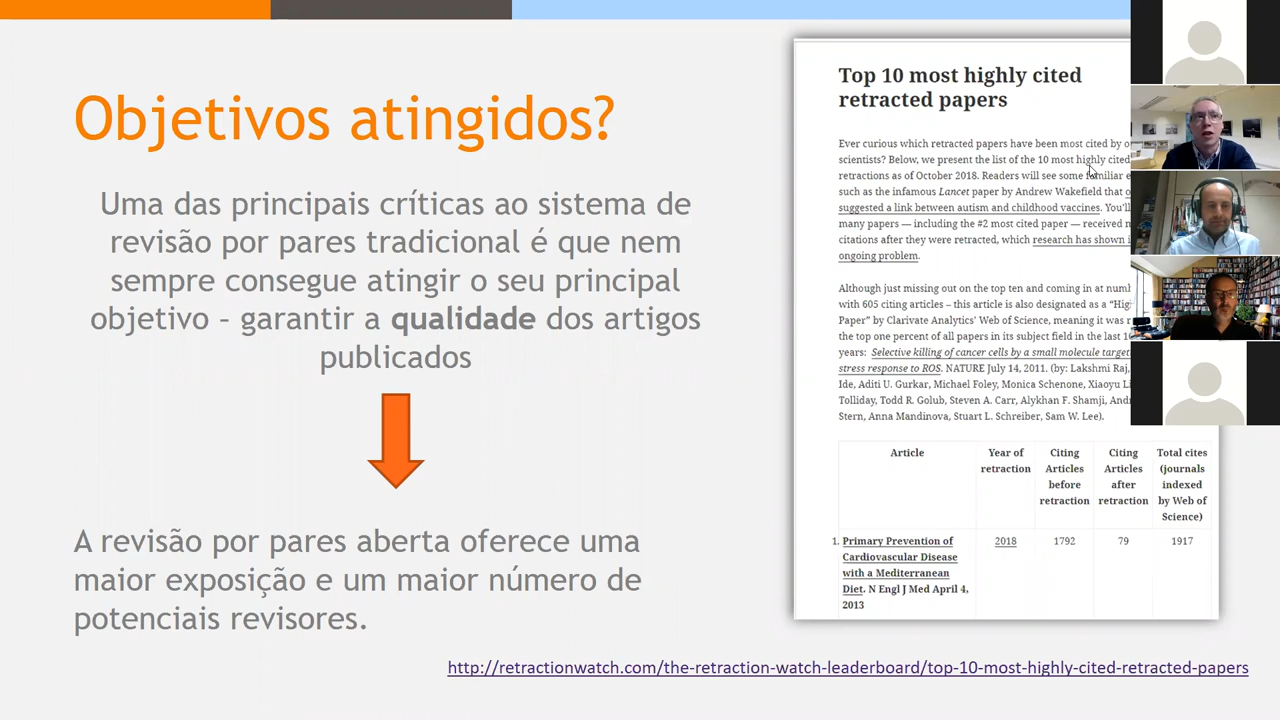 Objetivos atingidos?
Uma das principais críticas ao sistema de
revisão por pares tradicional é que nem
sempre consegue atingir o seu principal
objetivo – garantir a qualidade dos artigos
publicados
A revisão por pares aberta oferece uma
maior exposição e um maior número de
potenciais revisores.
Top 10 most highly cited
retracted papers
Ever curious which retracted papers have been most cited by
scientists? Below, we present the list of the 10 most highly cited
retractions as of October 2018. Readers will see some familiar
such as the infamous Lancet paper by Andrew Wakefield that
suggested a link between autism and childhood vaccines. You'll
many papers — including the #2 most cited paper — received
citations after they were retracted, which research has shown
ongoing problem.
Although just missing out on the top ten and coming in at
with 605 citing articles – this article is also designated as a
Paper” by Clarivate Analytics’ Web of Science, meaning it was
the top one percent of all papers in its subject field in the last
years: Selective killing of cancer cells by a small molecule
stress response to ROS. NATURE July 14, 2011. (by: Lakshmi Raj,
Ide, Aditi U. Gurkar, Michael Foley, Monica Schenone, Xiaoyu
Tolliday, Todd R. Golub, Steven A. Carr, Alykhan F. Shamji,
Stern, Anna Mandinova, Stuart L. Schreiber, Sam W. Lee).
Article
Year of
retraction
Citing
Articles
before
retraction
Citing
Articles
after
retraction
Total cites
(journals
indexed
by Web of
Science)
1. Primary Prevention of
Cardiovascular Disease
with a Mediterranean
Diet. N Engl J Med April 4,
2013
2018
1792
79
1917
http://retractionwatch.com/the-retraction-watch-leaderboard/top-10-most-highly-cited-retracted-papers